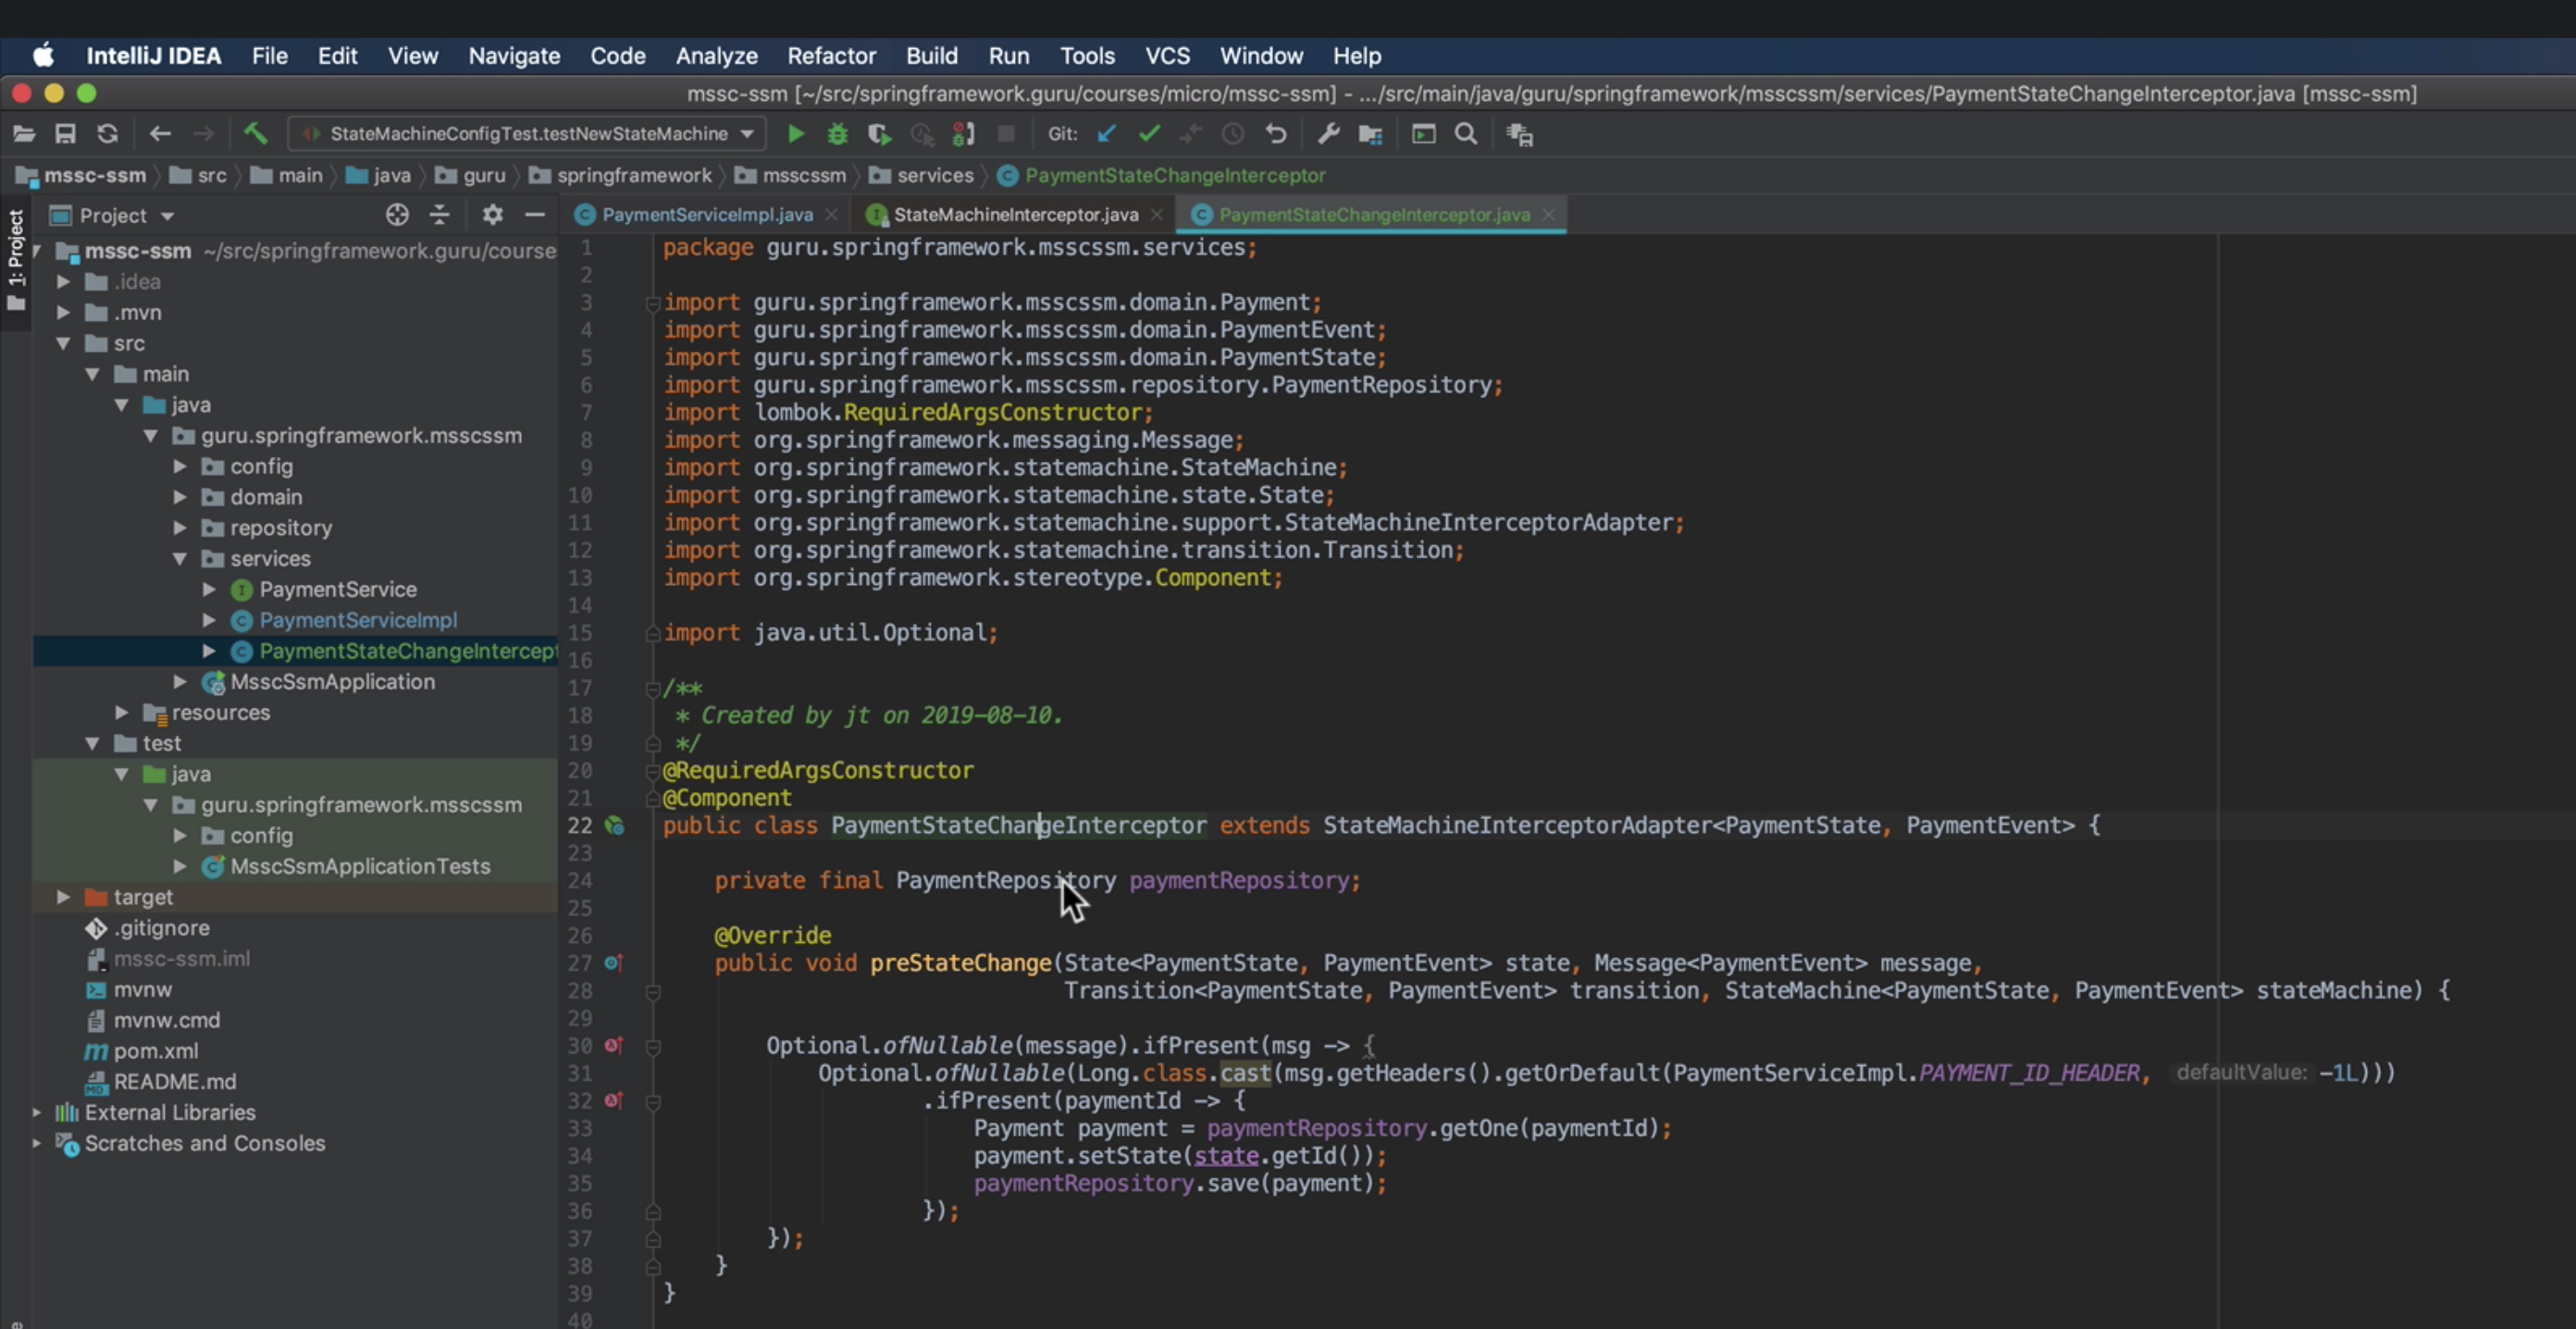 IntelliJ IDEA File Edit View Navigate Code Analyze Refactor Build Run Tools VCS Window Help
mssc-ssm [~/src/springframework.guru/courses/micro/mssc-ssm] - .../src/main/java/guru/springframework/msscssm/services/PaymentStateChangeInterceptor.java [mssc-ssm]
StateMachineConfigTest.testNewStateMachine Git:
mssc-ssm src main java guru springframework msscssm services PaymentStateChangeInterceptor
1: Project
Project
PaymentServiceImpl.java StateMachineInterceptor.java PaymentStateChangeInterceptor.java
mssc-ssm ~/src/springframework.guru/course
.idea
.mvn
src
main
java
guru.springframework.msscssm
config
domain
repository
services
PaymentService
PaymentServiceImpl
PaymentStateChangeIntercept
MsscSsmApplication
resources
test
java
guru.springframework.msscssm
config
MsscSsmApplicationTests
target
.gitignore
mssc-ssm.iml
mvnw
mvnw.cmd
pom.xml
README.md
External Libraries
Scratches and Consoles
1 package guru.springframework.msscssm.services;
2
3 import guru.springframework.msscssm.domain.Payment;
4 import guru.springframework.msscssm.domain.PaymentEvent;
5 import guru.springframework.msscssm.domain.PaymentState;
6 import guru.springframework.msscssm.repository.PaymentRepository;
7 import lombok.RequiredArgsConstructor;
8 import org.springframework.messaging.Message;
9 import org.springframework.statemachine.StateMachine;
10 import org.springframework.statemachine.state.State;
11 import org.springframework.statemachine.support.StateMachineInterceptorAdapter;
12 import org.springframework.statemachine.transition.Transition;
13 import org.springframework.stereotype.Component;
14
15 import java.util.Optional;
16
17 /**
18 * Created by jt on 2019-08-10.
19 */
20 @RequiredArgsConstructor
21 @Component
22 public class PaymentStateChangeInterceptor extends StateMachineInterceptorAdapter<PaymentState, PaymentEvent> {
23
24 private final PaymentRepository paymentRepository;
25
26 @Override
27 public void preStateChange(State<PaymentState, PaymentEvent> state, Message<PaymentEvent> message,
28 Transition<PaymentState, PaymentEvent> transition, StateMachine<PaymentState, PaymentEvent> stateMachine) {
29
30 Optional.ofNullable(message).ifPresent(msg -> {
31 Optional.ofNullable(Long.class.cast(msg.getHeaders().getOrDefault(PaymentServiceImpl.PAYMENT_ID_HEADER, defaultValue: -1L)))
32 .ifPresent(paymentId -> {
33 Payment payment = paymentRepository.getOne(paymentId);
34 payment.setState(state.getId());
35 paymentRepository.save(payment);
36 });
37 });
38 }
39 }
40